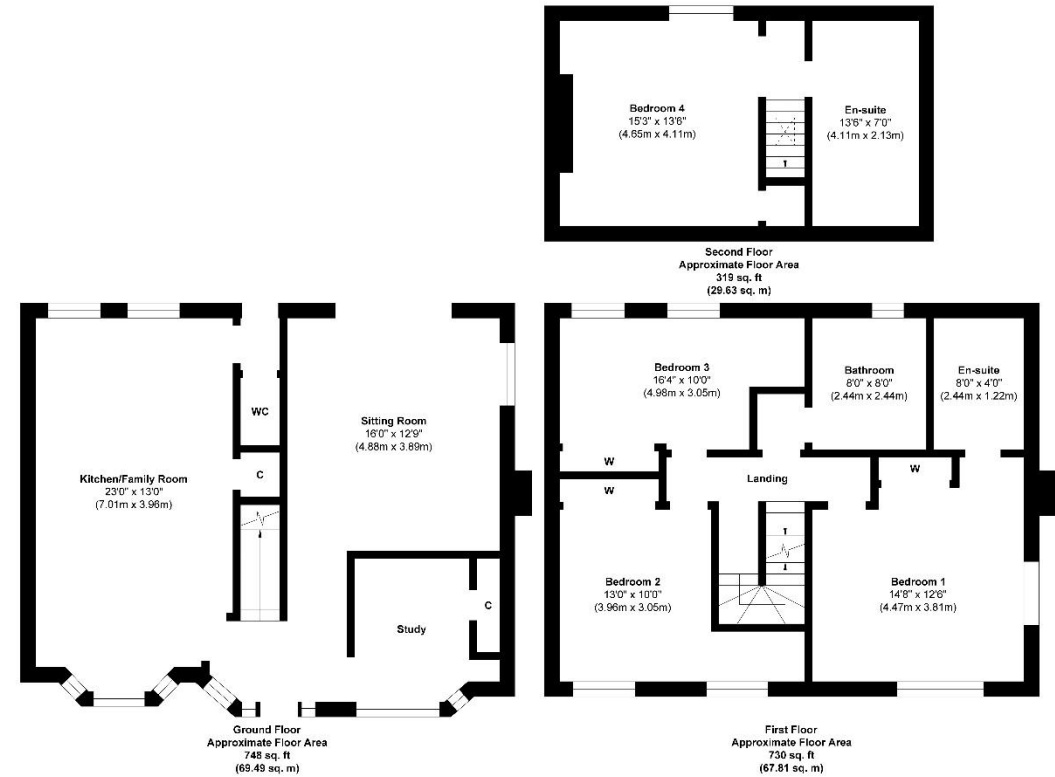 Bedroom 4
15'3" x 13'6"
(4.65m x 4.11m)
En-suite
13'6" x 7'0"
(4.11m x 2.13m)
Second Floor
Approximate Floor Area
319 sq. ft
(29.63 sq. m)
Kitchen/Family Room
23'0" x 13'0"
(7.01m x 3.96m)
WC
C
Sitting Room
16'0" x 12'9"
(4.88m x 3.89m)
Study
C
Ground Floor
Approximate Floor Area
748 sq. ft
(69.49 sq. m)
Bedroom 3
16'4" x 10'0"
(4.98m x 3.05m)
W
Bathroom
8'0" x 8'0"
(2.44m x 2.44m)
En-suite
8'0" x 4'0"
(2.44m x 1.22m)
W
Landing
W
Bedroom 2
13'0" x 10'0"
(3.96m x 3.05m)
Bedroom 1
14'8" x 12'6"
(4.47m x 3.81m)
First Floor
Approximate Floor Area
730 sq. ft
(67.81 sq. m)